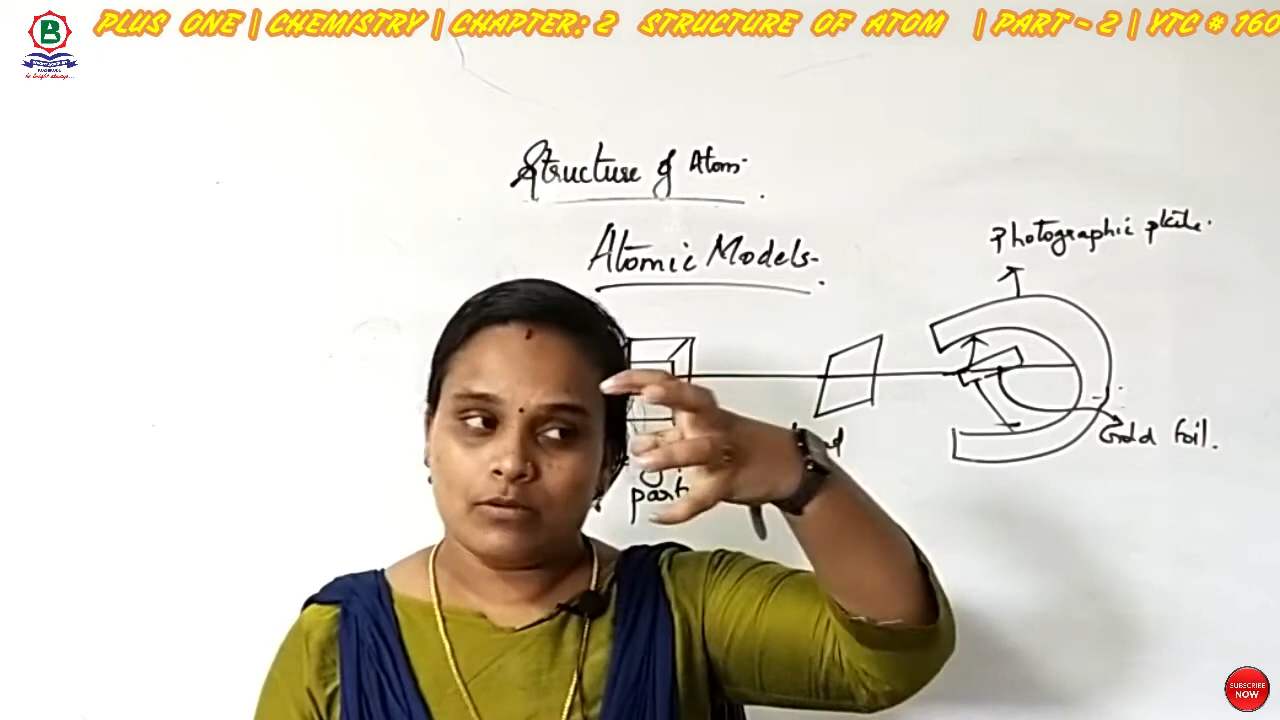 PLUS ONE | CHEMISTRY | CHAPTER: 2 STRUCTURE OF ATOM | PART - 2 | YTC # 160
B
Structure of Atom.
Atomic Models.
Photographic plate.
Gold foil.
part
SUBSCRIBE
NOW